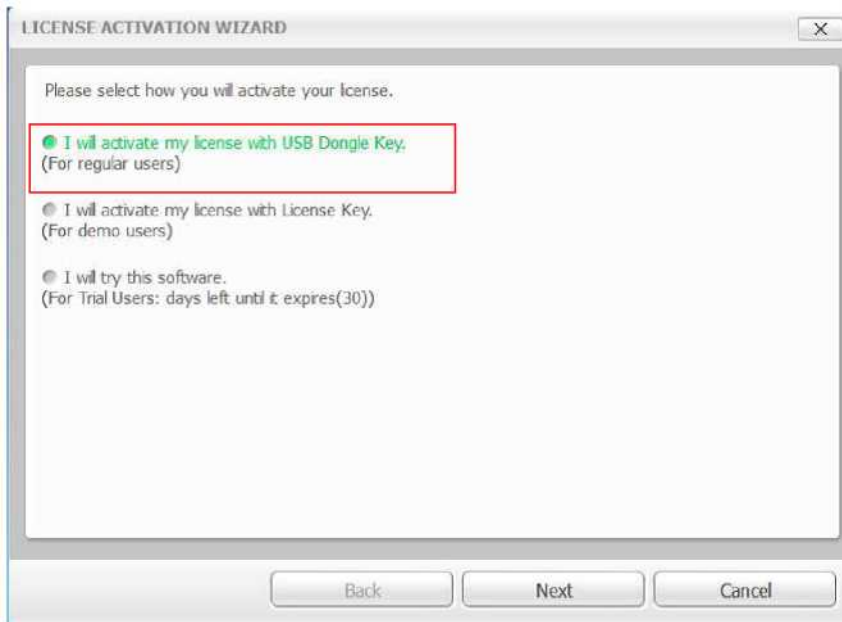 LICENSE ACTIVATION WIZARD
Please select how you will activate your license.
I will activate my license with USB Dongle Key.
(For regular users)
I will activate my license with License Key.
(For demo users)
I will try this software.
(For Trial Users: days left until it expires(30))
Back
Next
Cancel